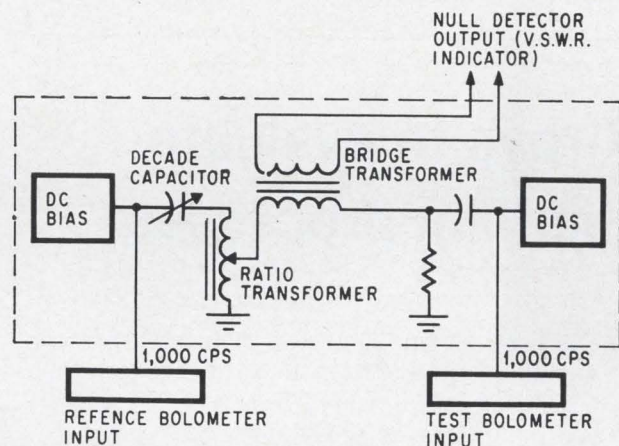 NULL DETECTOR
OUTPUT (V.S.W.R.
INDICATOR)
DECADE
CAPACITOR
BRIDGE
TRANSFORMER
DC
BIAS
DC
BIAS
RATIO
TRANSFORMER
1,000 CPS
1,000 CPS
REFENCE BOLOMETER
INPUT
TEST BOLOMETER
INPUT